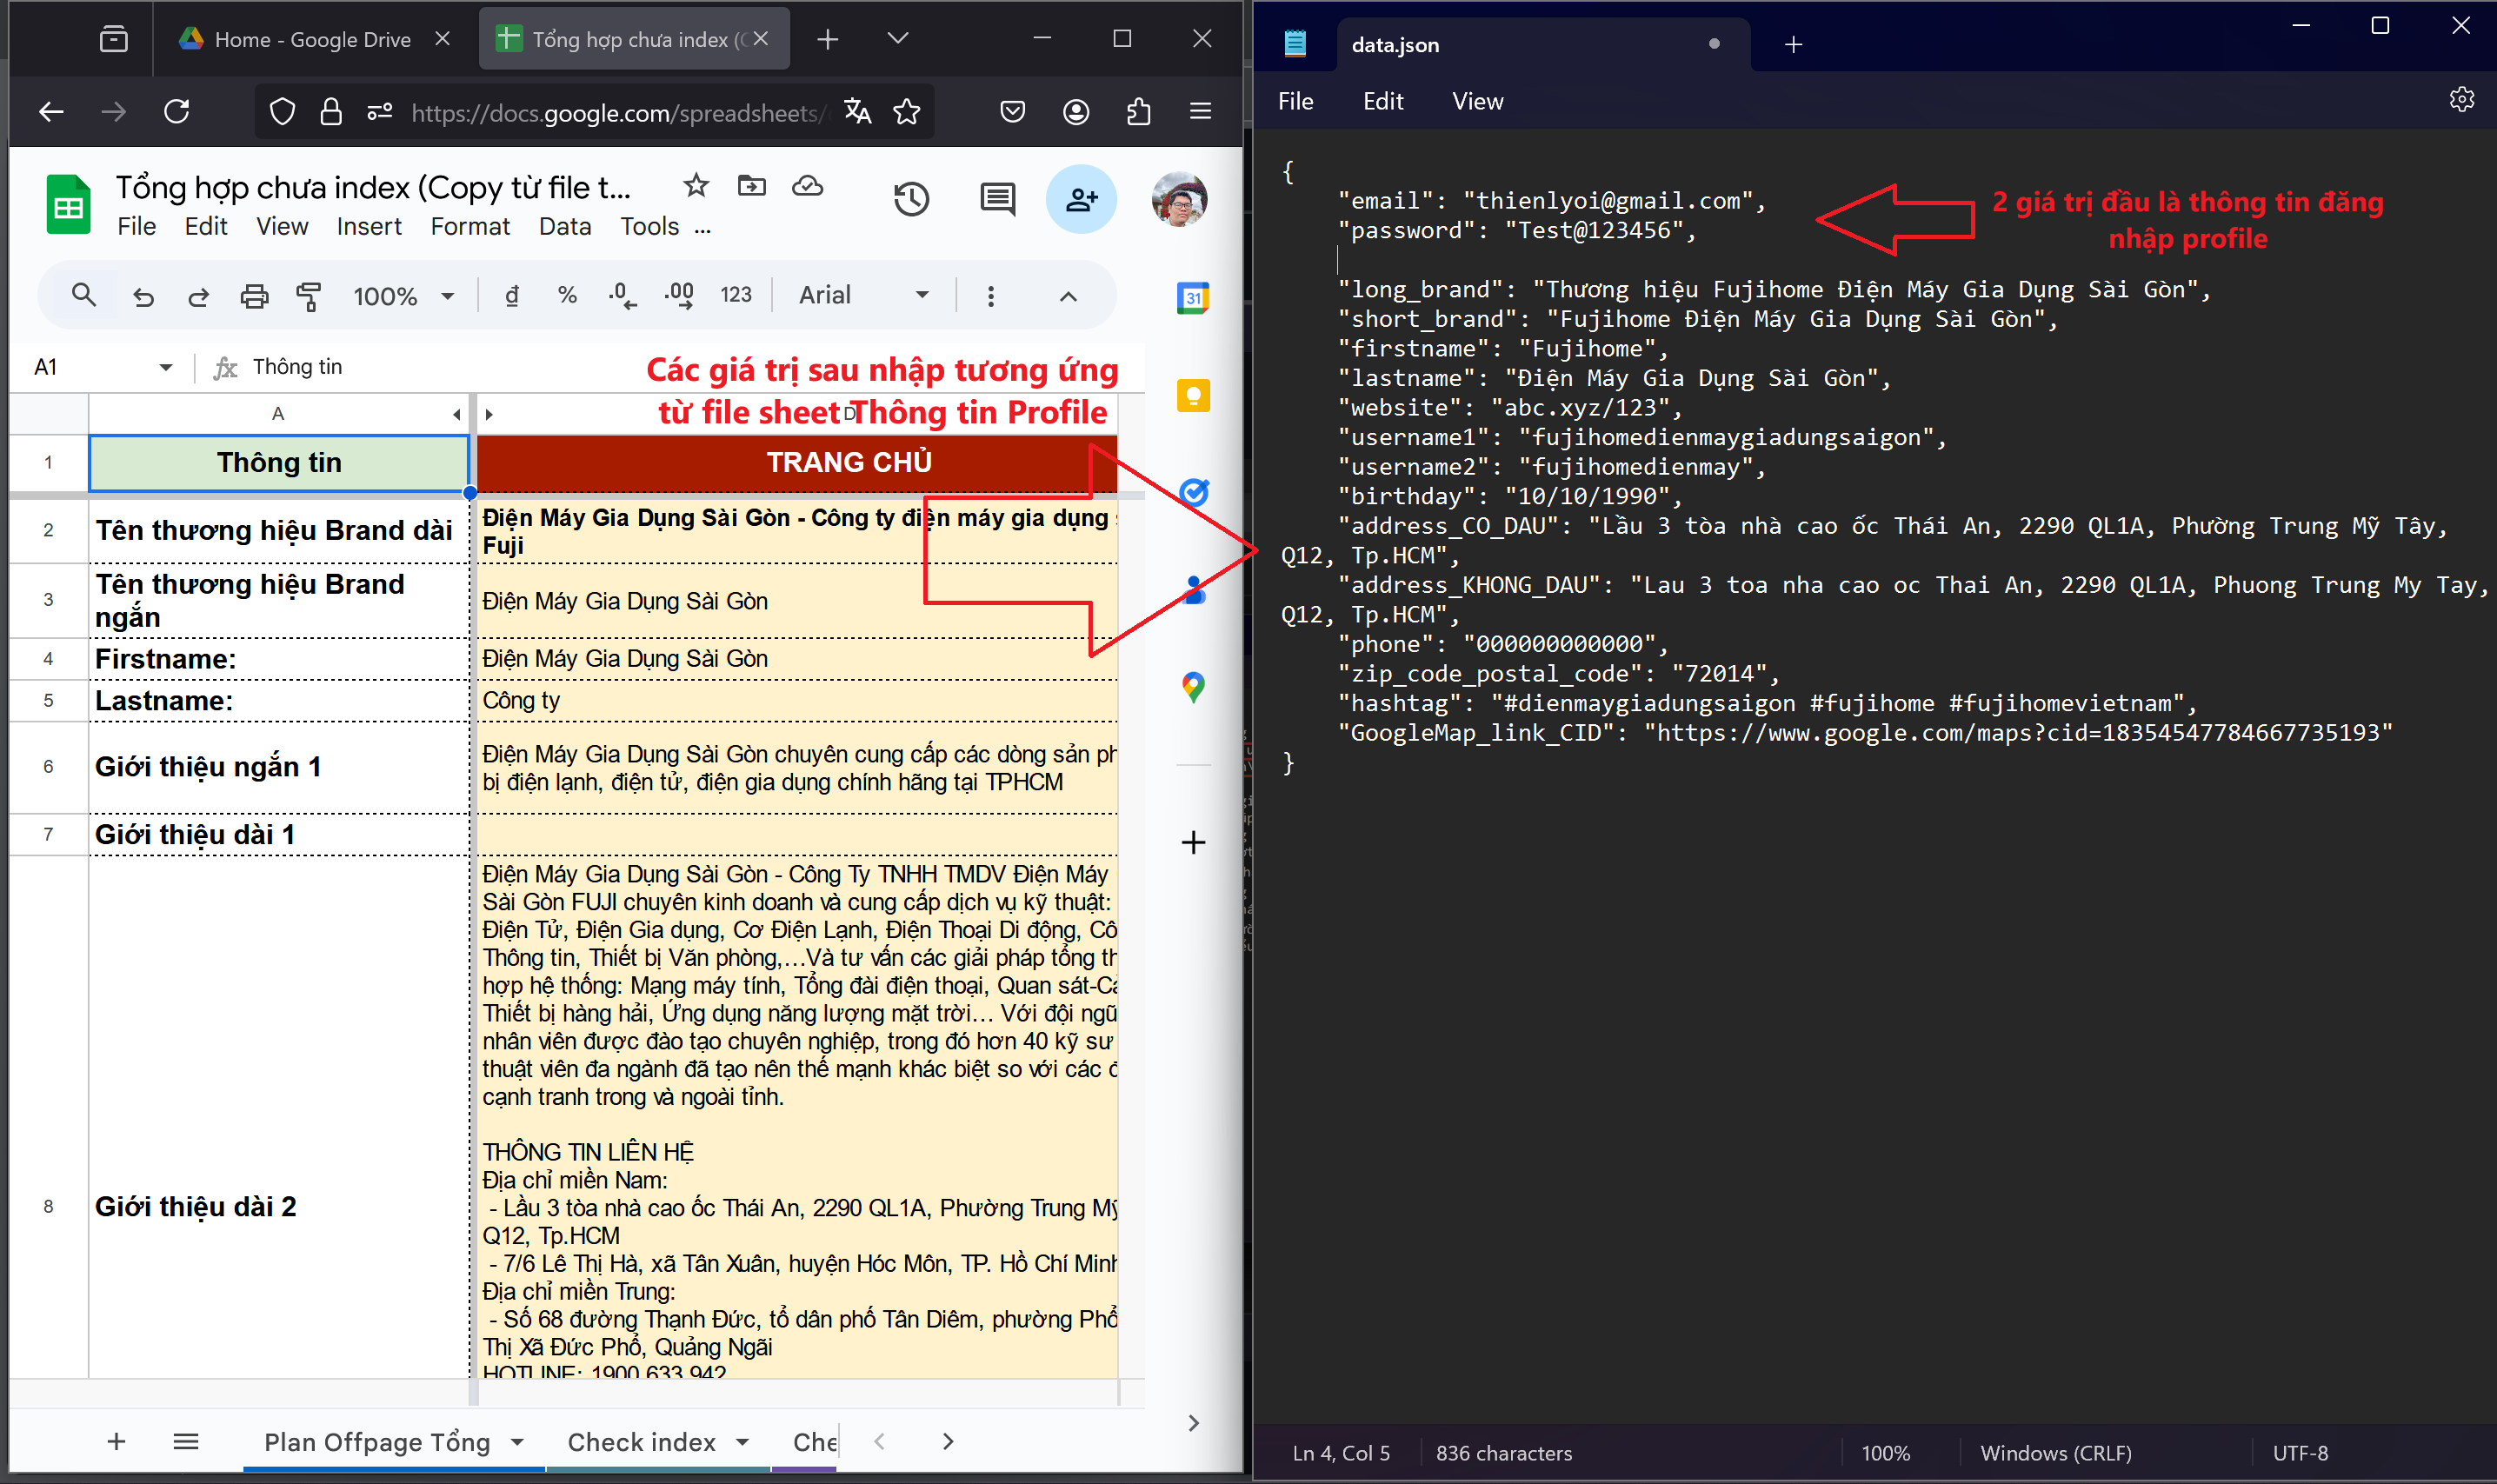 Home - Google Drive
Tổng hợp chưa index (C
https://docs.google.com/spreadsheets/
Tổng hợp chưa index (Copy từ file t...
File Edit View Insert Format Data Tools ...
100% đ % .0 .00 123 Arial
A1 fx Thông tin
Các giá trị sau nhập tương ứng
từ file sheet Thông tin Profile
A D
31
1 Thông tin TRANG CHỦ
2 Tên thương hiệu Brand dài
Điện Máy Gia Dụng Sài Gòn - Công ty điện máy gia dụng
Fuji
3 Tên thương hiệu Brand
ngắn
Điện Máy Gia Dụng Sài Gòn
4 Firstname: Điện Máy Gia Dụng Sài Gòn
5 Lastname: Công ty
6 Giới thiệu ngắn 1
Điện Máy Gia Dụng Sài Gòn chuyên cung cấp các dòng sản ph
bị điện lạnh, điện tử, điện gia dụng chính hãng tại TPHCM
7 Giới thiệu dài 1
8 Giới thiệu dài 2
Điện Máy Gia Dụng Sài Gòn - Công Ty TNHH TMDV Điện Máy
Sài Gòn FUJI chuyên kinh doanh và cung cấp dịch vụ kỹ thuật:
Điện Tử, Điện Gia dụng, Cơ Điện Lạnh, Điện Thoại Di động, Cô
Thông tin, Thiết bị Văn phòng,...Và tư vấn các giải pháp tổng th
hợp hệ thống: Mạng máy tính, Tổng đài điện thoại, Quan sát-Ca
Thiết bị hàng hải, Ứng dụng năng lượng mặt trời... Với đội ngũ
nhân viên được đào tạo chuyên nghiệp, trong đó hơn 40 kỹ sư
thuật viên đa ngành đã tạo nên thế mạnh khác biệt so với các
cạnh tranh trong và ngoài tỉnh.
THÔNG TIN LIÊN HỆ
Địa chỉ miền Nam:
- Lầu 3 tòa nhà cao ốc Thái An, 2290 QL1A, Phường Trung Mỹ
Q12, Tp.HCM
- 7/6 Lê Thị Hà, xã Tân Xuân, huyện Hóc Môn, TP. Hồ Chí Minh
Địa chỉ miền Trung:
- Số 68 đường Thạnh Đức, tổ dân phố Tân Diêm, phường Phổ
Thị Xã Đức Phổ, Quảng Ngãi
HOTLINE: 1900 633 942
Plan Offpage Tổng Check index Che
data.json
File Edit View
{
"email": "thienlyoi@gmail.com",
"password": "Test@123456",
2 giá trị đầu là thông tin đăng
nhập profile
"long_brand": "Thương hiệu Fujihome Điện Máy Gia Dụng Sài Gòn",
"short_brand": "Fujihome Điện Máy Gia Dụng Sài Gòn",
"firstname": "Fujihome",
"lastname": "Điện Máy Gia Dụng Sài Gòn",
"website": "abc.xyz/123",
"username1": "fujihomedienmaygiadungsaigon",
"username2": "fujihomedienmay",
"birthday": "10/10/1990",
"address_CO_DAU": "Lầu 3 tòa nhà cao ốc Thái An, 2290 QL1A, Phường Trung Mỹ Tây,
Q12, Tp.HCM",
"address_KHONG_DAU": "Lau 3 toa nha cao oc Thai An, 2290 QL1A, Phuong Trung My Tay,
Q12, Tp.HCM",
"phone": "000000000000",
"zip_code_postal_code": "72014",
"hashtag": "#dienmaygiadungsaigon #fujihome #fujihomevietnam",
"GoogleMap_link_CID": "https://www.google.com/maps?cid=18354547784667735193"
}
Ln 4, Col 5 836 characters 100% Windows (CRLF) UTF-8